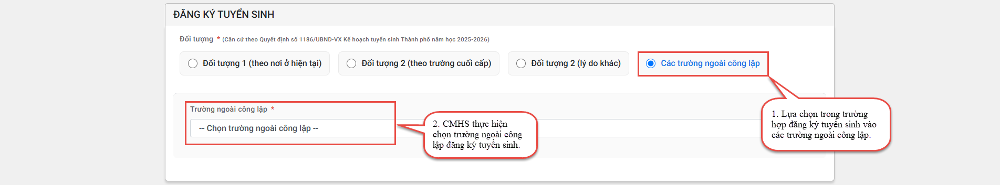 ĐĂNG KÝ TUYỂN SINH
Đối tượng * (Căn cứ theo Quyết định số 1186/UBND-VX Kế hoạch tuyển sinh Thành phố năm học 2025-2026)
Đối tượng 1 (theo nơi ở hiện tại)
Đối tượng 2 (theo trường cuối cấp)
Đối tượng 2 (lý do khác)
Các trường ngoài công lập
Trường ngoài công lập *
-- Chọn trường ngoài công lập --
2. CMHS thực hiện
chọn trường ngoài công
lập đăng ký tuyển sinh.
1. Lựa chọn trong trường
hợp đăng ký tuyển sinh vào
các trường ngoài công lập.